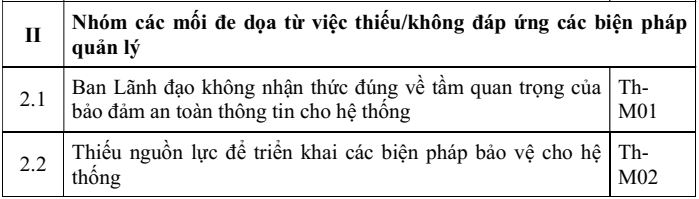 II Nhóm các mối đe dọa từ việc thiếu/không đáp ứng các biện pháp
quản lý
2.1 Ban Lãnh đạo không nhận thức đúng về tầm quan trọng của Th-
bảo đảm an toàn thông tin cho hệ thống M01
2.2 Thiếu nguồn lực để triển khai các biện pháp bảo vệ cho hệ Th-
thống M02